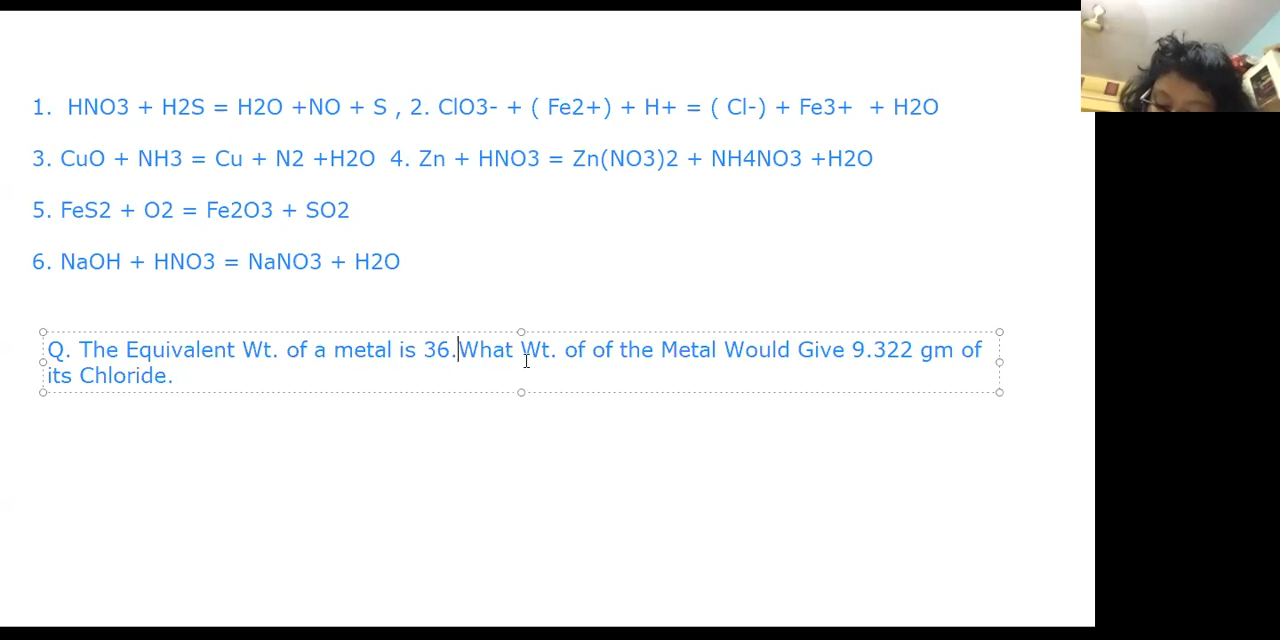 1. HNO3 + H2S = H2O +NO + S , 2. ClO3- + ( Fe2+) + H+ = ( Cl-) + Fe3+ + H2O
3. CuO + NH3 = Cu + N2 +H2O 4. Zn + HNO3 = Zn(NO3)2 + NH4NO3 +H2O
5. FeS2 + O2 = Fe2O3 + SO2
6. NaOH + HNO3 = NaNO3 + H2O
Q. The Equivalent Wt. of a metal is 36.What Wt. of of the Metal Would Give 9.322 gm of
its Chloride.